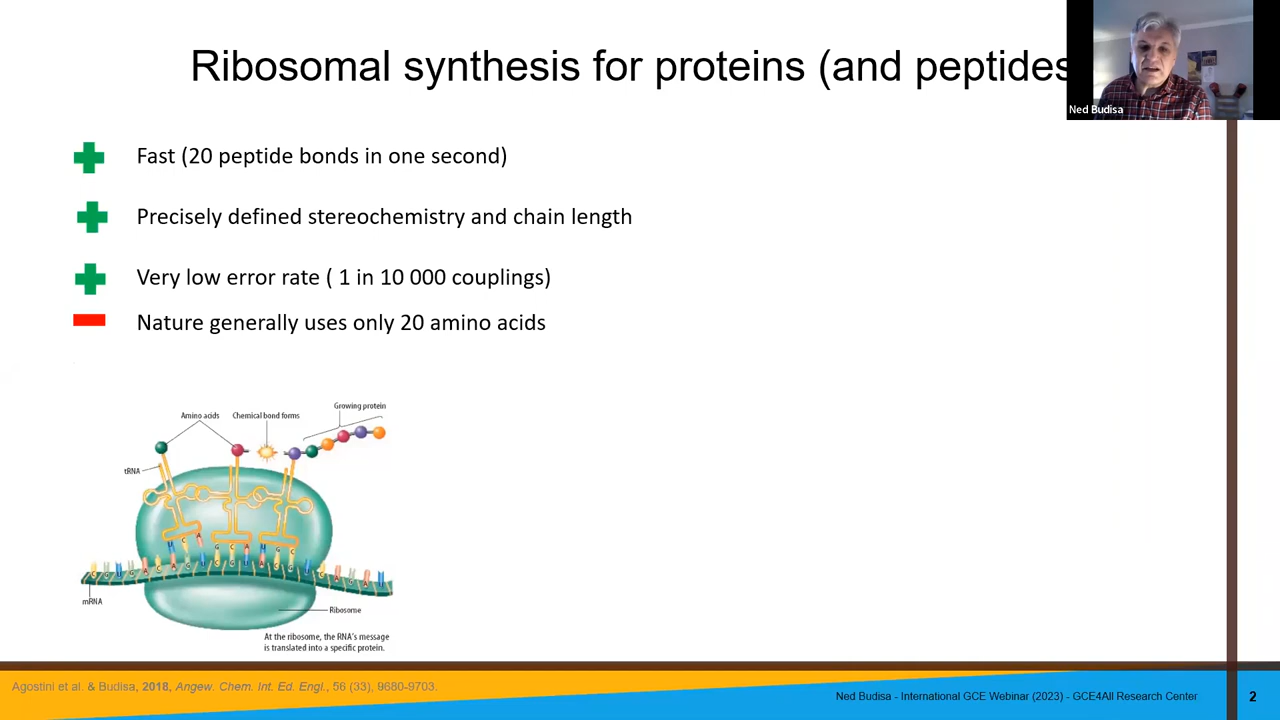 Ribosomal synthesis for proteins (and peptides
Ned Budisa
Fast (20 peptide bonds in one second)
Precisely defined stereochemistry and chain length
Very low error rate ( 1 in 10 000 couplings)
Nature generally uses only 20 amino acids
Growing protein
Amino acids
Chemical bond forms
tRNA
mRNA
Ribosome
At the ribosome, the RNA's message
is translated into a specific protein.
Agostini et al. & Budisa, 2018, Angew. Chem. Int. Ed. Engl., 56 (33), 9680-9703.
Ned Budisa - International GCE Webinar (2023) - GCE4All Research Center
2